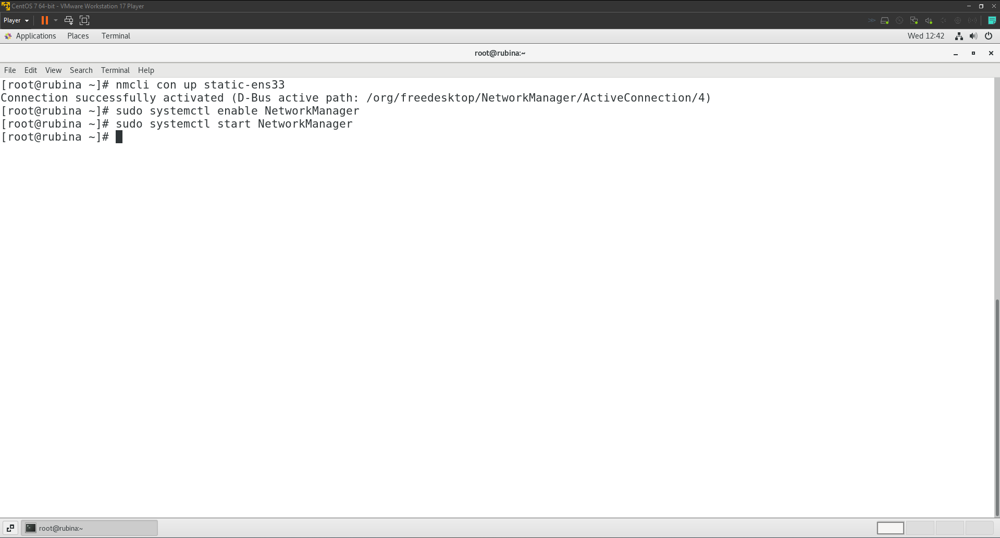 CentOS 7 64-bit - VMware Workstation 17 Player
Player
Applications Places Terminal Wed 12:42
root@rubina:~
File Edit View Search Terminal Help
[root@rubina ~]# nmcli con up static-ens33
Connection successfully activated (D-Bus active path: /org/freedesktop/NetworkManager/ActiveConnection/4)
[root@rubina ~]# sudo systemctl enable NetworkManager
[root@rubina ~]# sudo systemctl start NetworkManager
[root@rubina ~]#
root@rubina:~